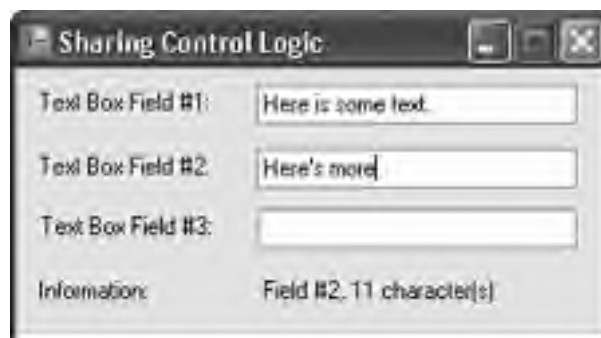 Sharing Control Logic
Text Box Field #1: Here is some text.
Text Box Field #2: Here's more
Text Box Field #3:
Information: Field #2, 11 character(s)